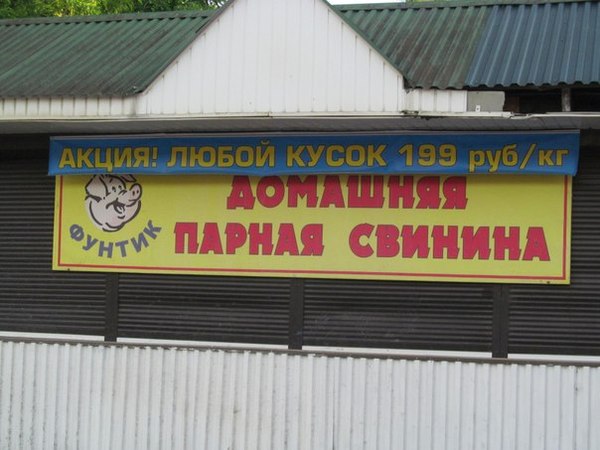 АКЦИЯ! ЛЮБОЙ КУСОК 199 руб/кг
ДОМАШНЯЯ
ПАРНАЯ СВИНИНА
ФУНТИК